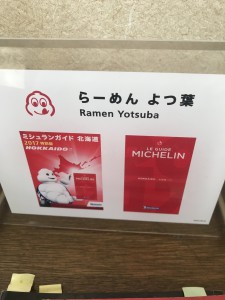 らーめん よつ葉
Ramen Yotsuba
ミシュランガイド 北海道
2017 特別版
HOKKAIDO
LE GUIDE
MICHELIN